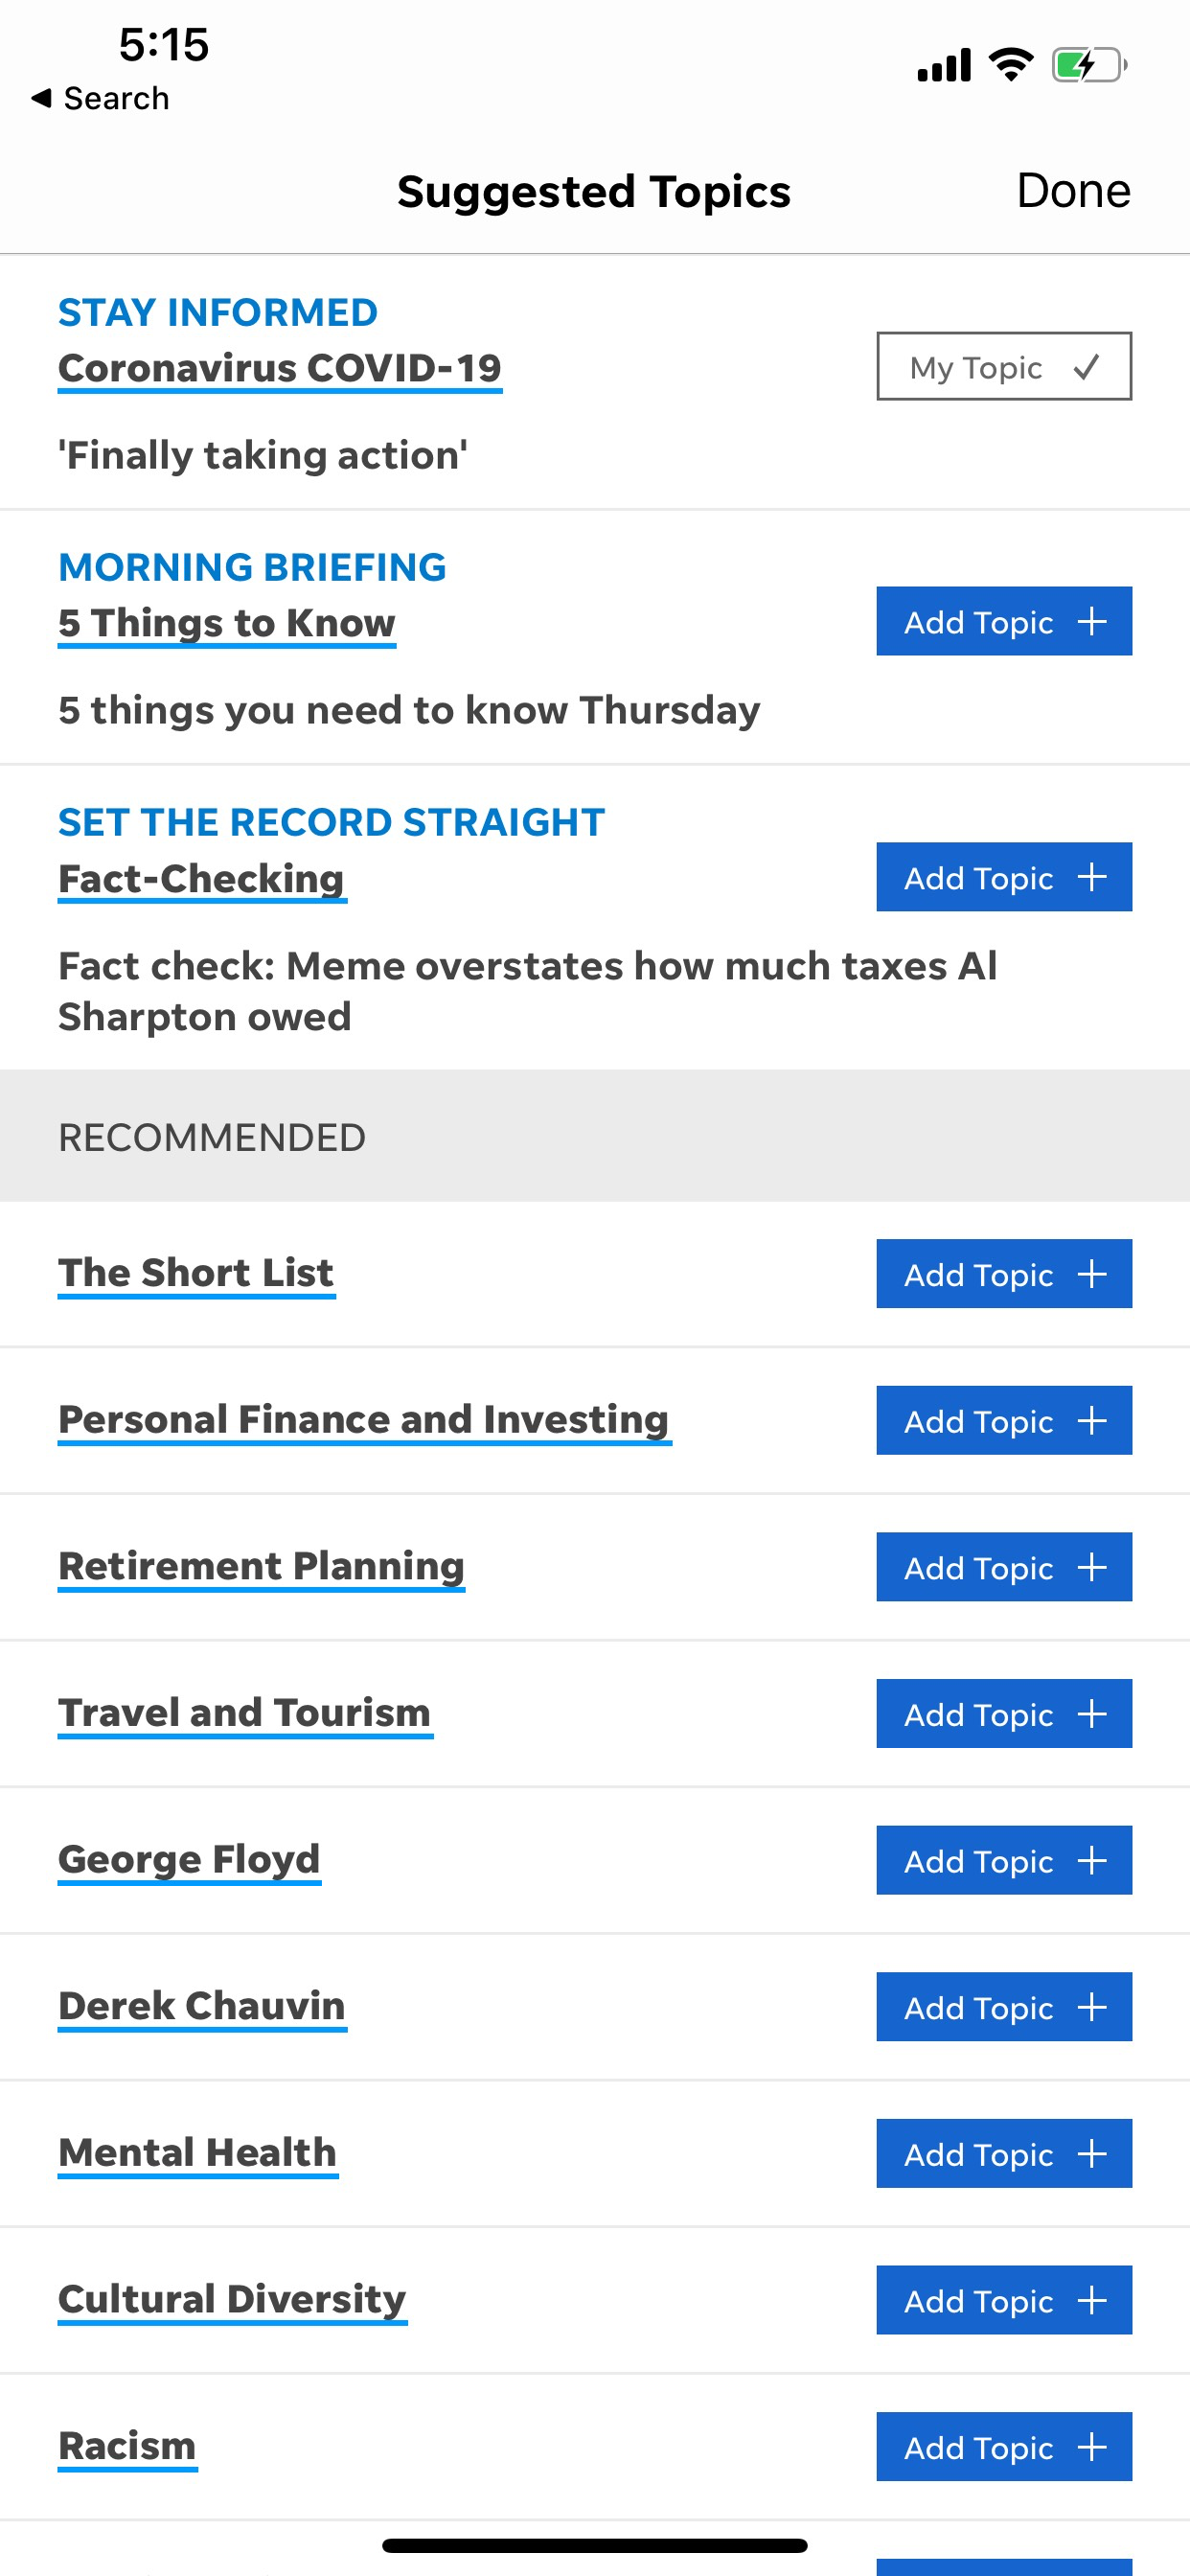 5:15
Search
Suggested Topics
Done
STAY INFORMED
Coronavirus COVID-19
My Topic
'Finally taking action'
MORNING BRIEFING
5 Things to Know
Add Topic
5 things you need to know Thursday
SET THE RECORD STRAIGHT
Fact-Checking
Add Topic
Fact check: Meme overstates how much taxes Al
Sharpton owed
RECOMMENDED
The Short List
Add Topic
Personal Finance and Investing
Add Topic
Retirement Planning
Add Topic
Travel and Tourism
Add Topic
George Floyd
Add Topic
Derek Chauvin
Add Topic
Mental Health
Add Topic
Cultural Diversity
Add Topic
Racism
Add Topic